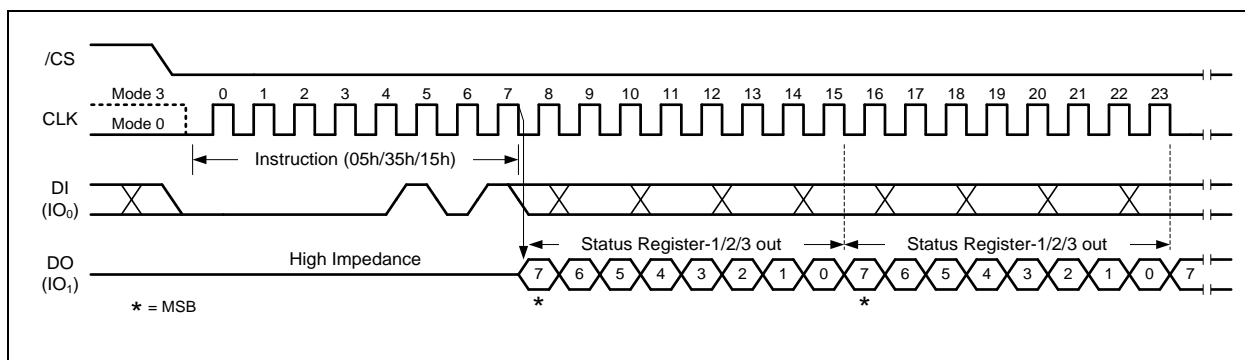 /CS
Mode 3
0 1 2 3 4 5 6 7 8 9 10 11 12 13 14 15 16 17 18 19 20 21 22 23
CLK
Mode 0
Instruction (05h/35h/15h)
DI
(IO₀)
High Impedance
Status Register-1/2/3 out
Status Register-1/2/3 out
DO
(IO₁)
7 6 5 4 3 2 1 0 7 6 5 4 3 2 1 0 7
* *
* = MSB